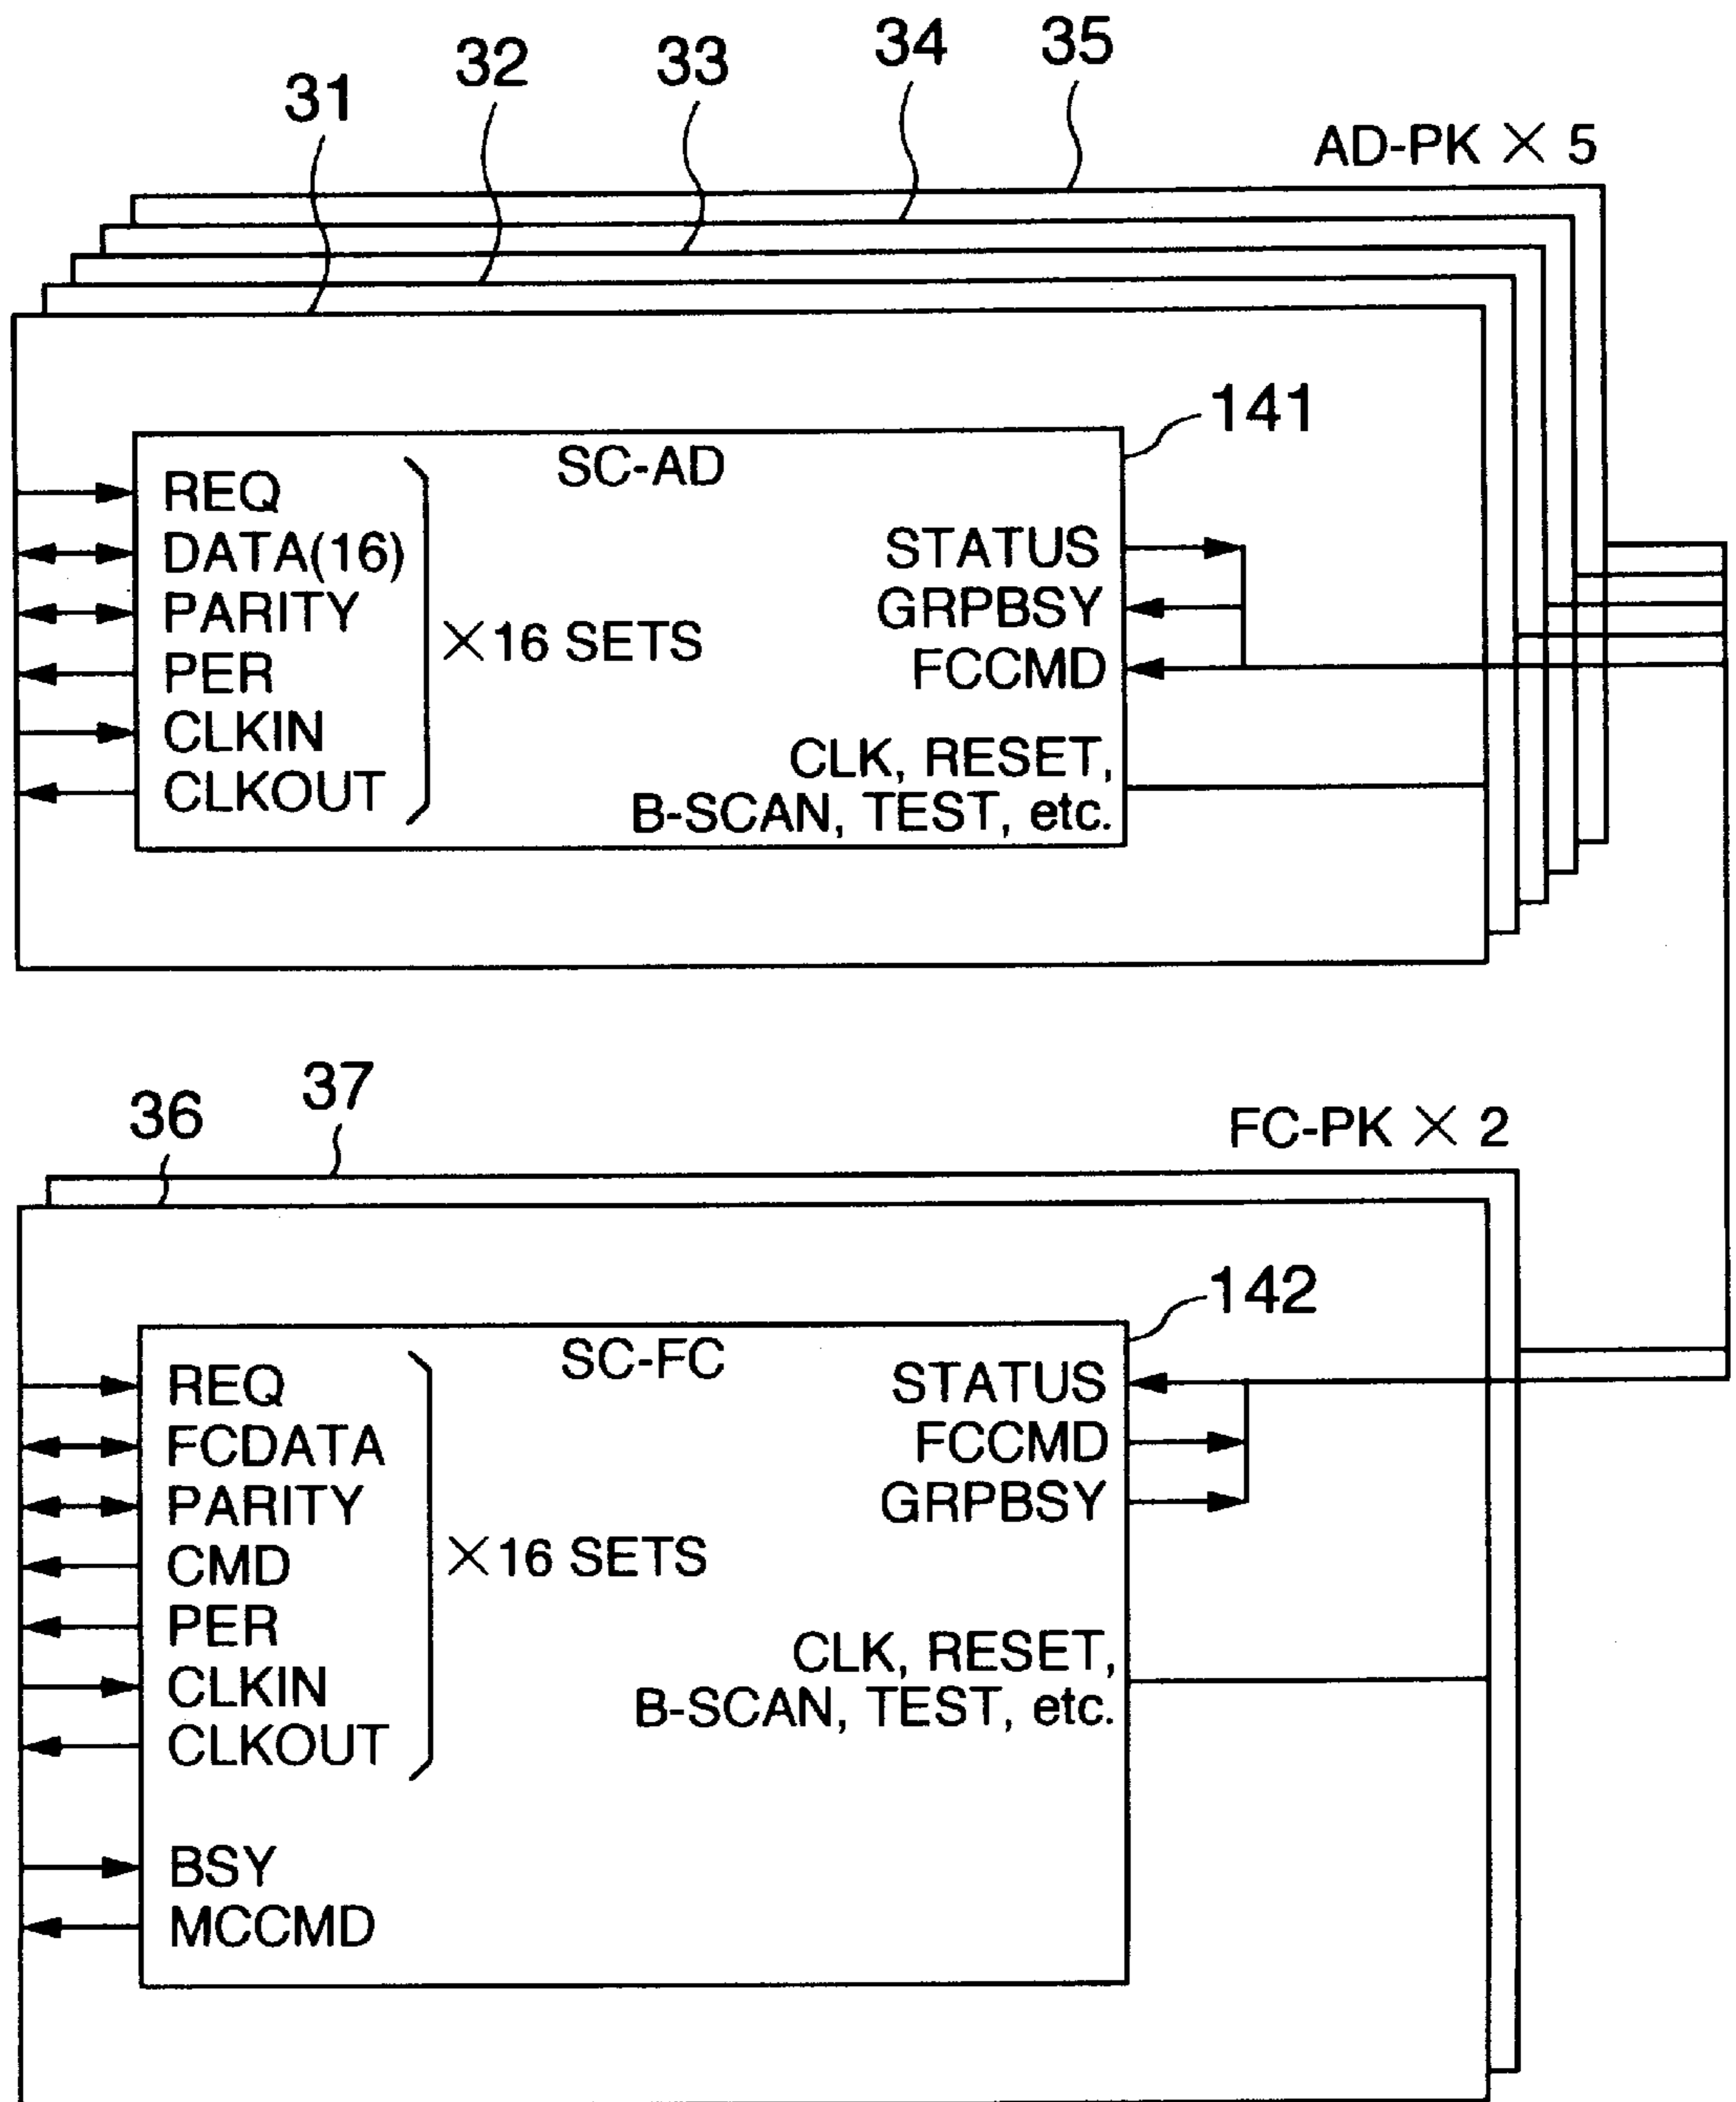 31
32
33
34
35
AD-PK × 5
141
SC-AD
REQ
DATA(16)
PARITY
PER
CLKIN
CLKOUT
×16 SETS
STATUS
GRPBSY
FCCMD
CLK, RESET,
B-SCAN, TEST, etc.
36
37
FC-PK × 2
142
SC-FC
REQ
FCDATA
PARITY
CMD
PER
CLKIN
CLKOUT
×16 SETS
BSY
MCCMD
STATUS
FCCMD
GRPBSY
CLK, RESET,
B-SCAN, TEST, etc.